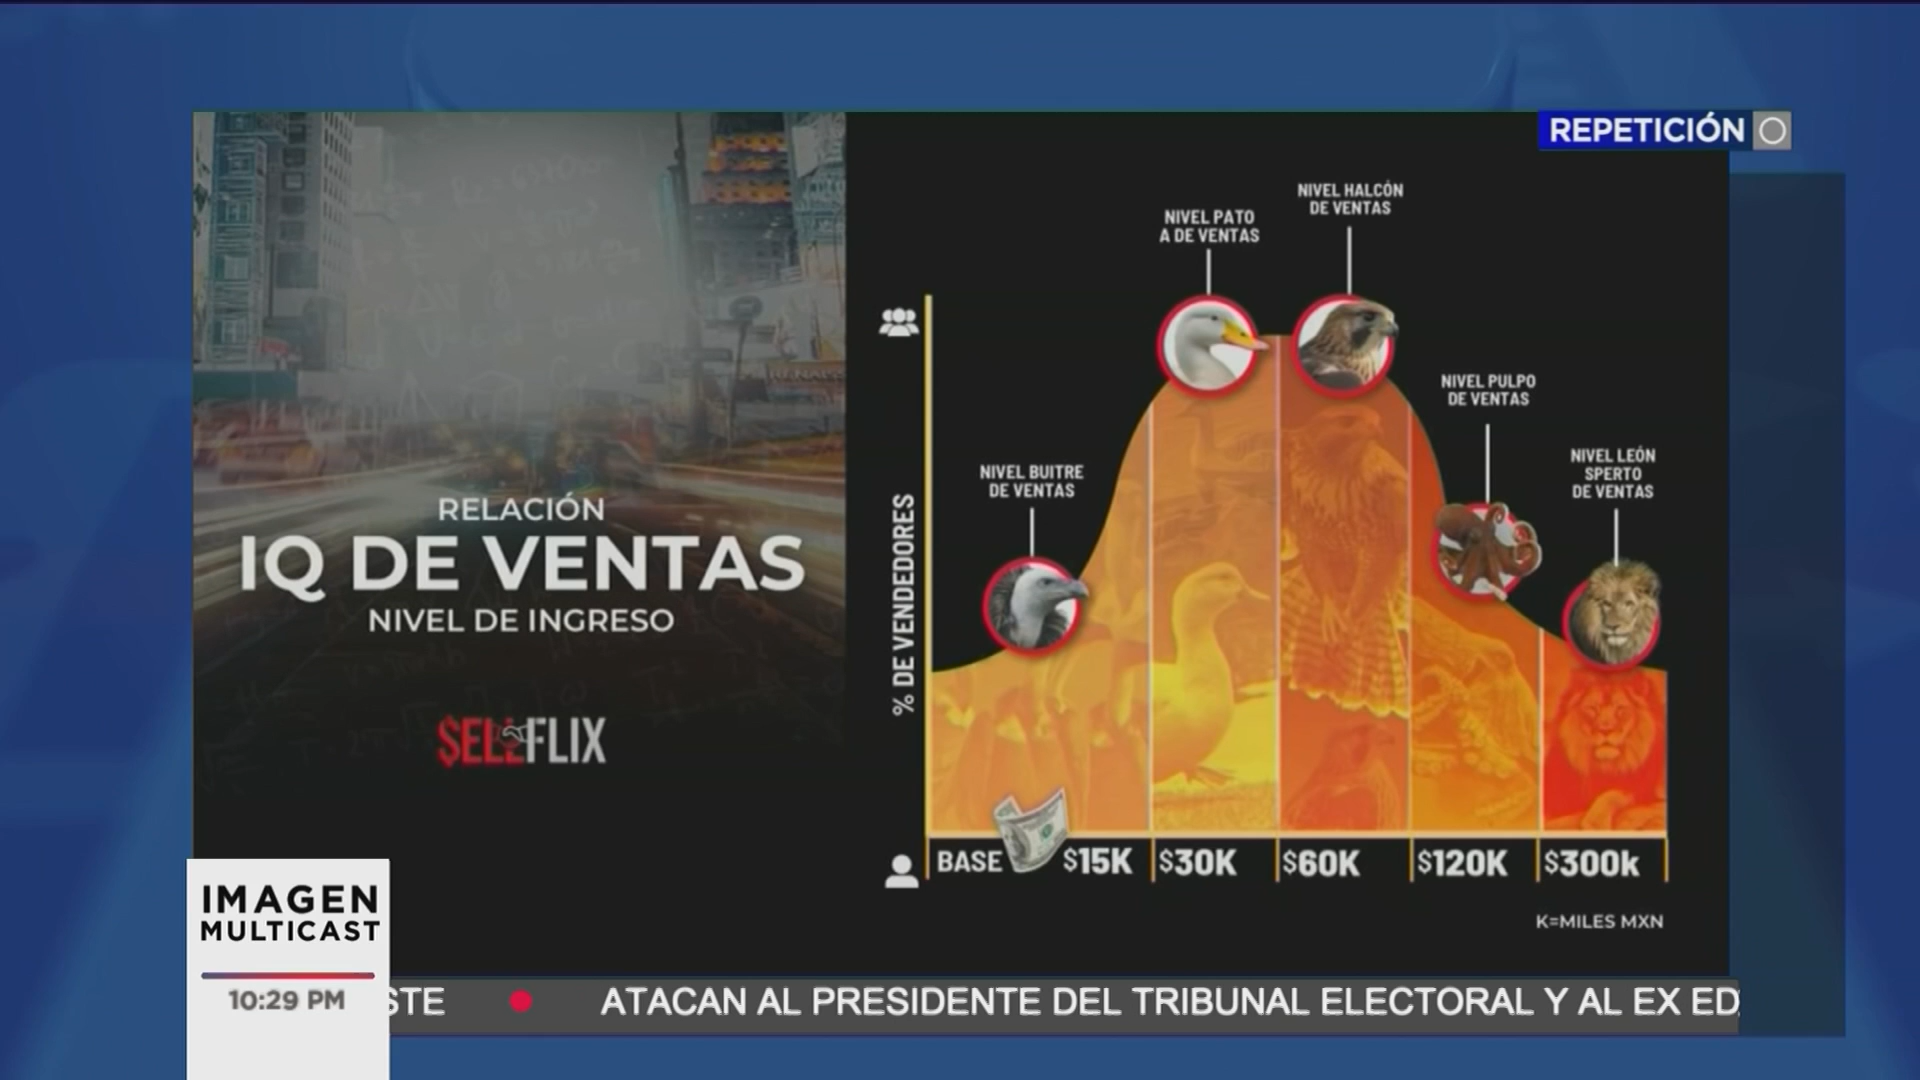 REPETICIÓN
RELACIÓN
IQ DE VENTAS
NIVEL DE INGRESO
$ELLFLIX
NIVEL BUITRE
DE VENTAS
NIVEL PATO
A DE VENTAS
NIVEL HALCÓN
DE VENTAS
NIVEL PULPO
DE VENTAS
NIVEL LEÓN
SPERTO
DE VENTAS
% DE VENDEDORES
BASE $15K $30K $60K $120K $300k
K=MILES MXN
IMAGEN
MULTICAST
10:29 PM
STE ATACAN AL PRESIDENTE DEL TRIBUNAL ELECTORAL Y AL EX ED